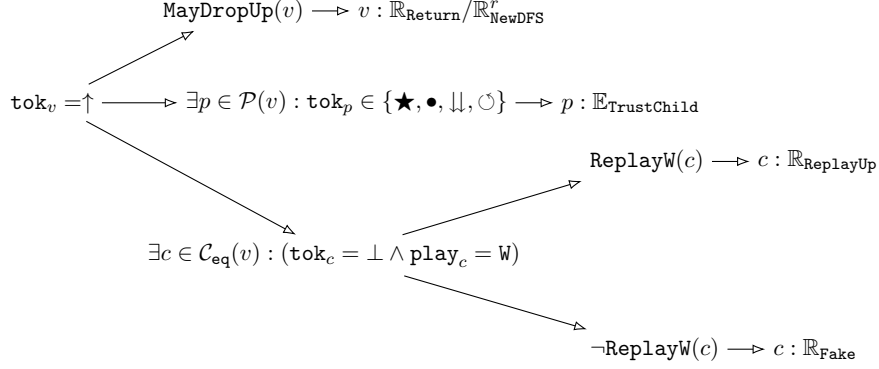 MayDropUp(v) → v : ℝ_Return/ℝ^r_NewDFS
tok_v =↑ → ∃p ∈ 𝒫(v) : tok_p ∈ {★, •, ⇊, ↺} → p : 𝔼_TrustChild
ReplayW(c) → c : ℝ_ReplayUp
∃c ∈ 𝒞_eq(v) : (tok_c = ⊥ ∧ play_c = W)
¬ReplayW(c) → c : ℝ_Fake